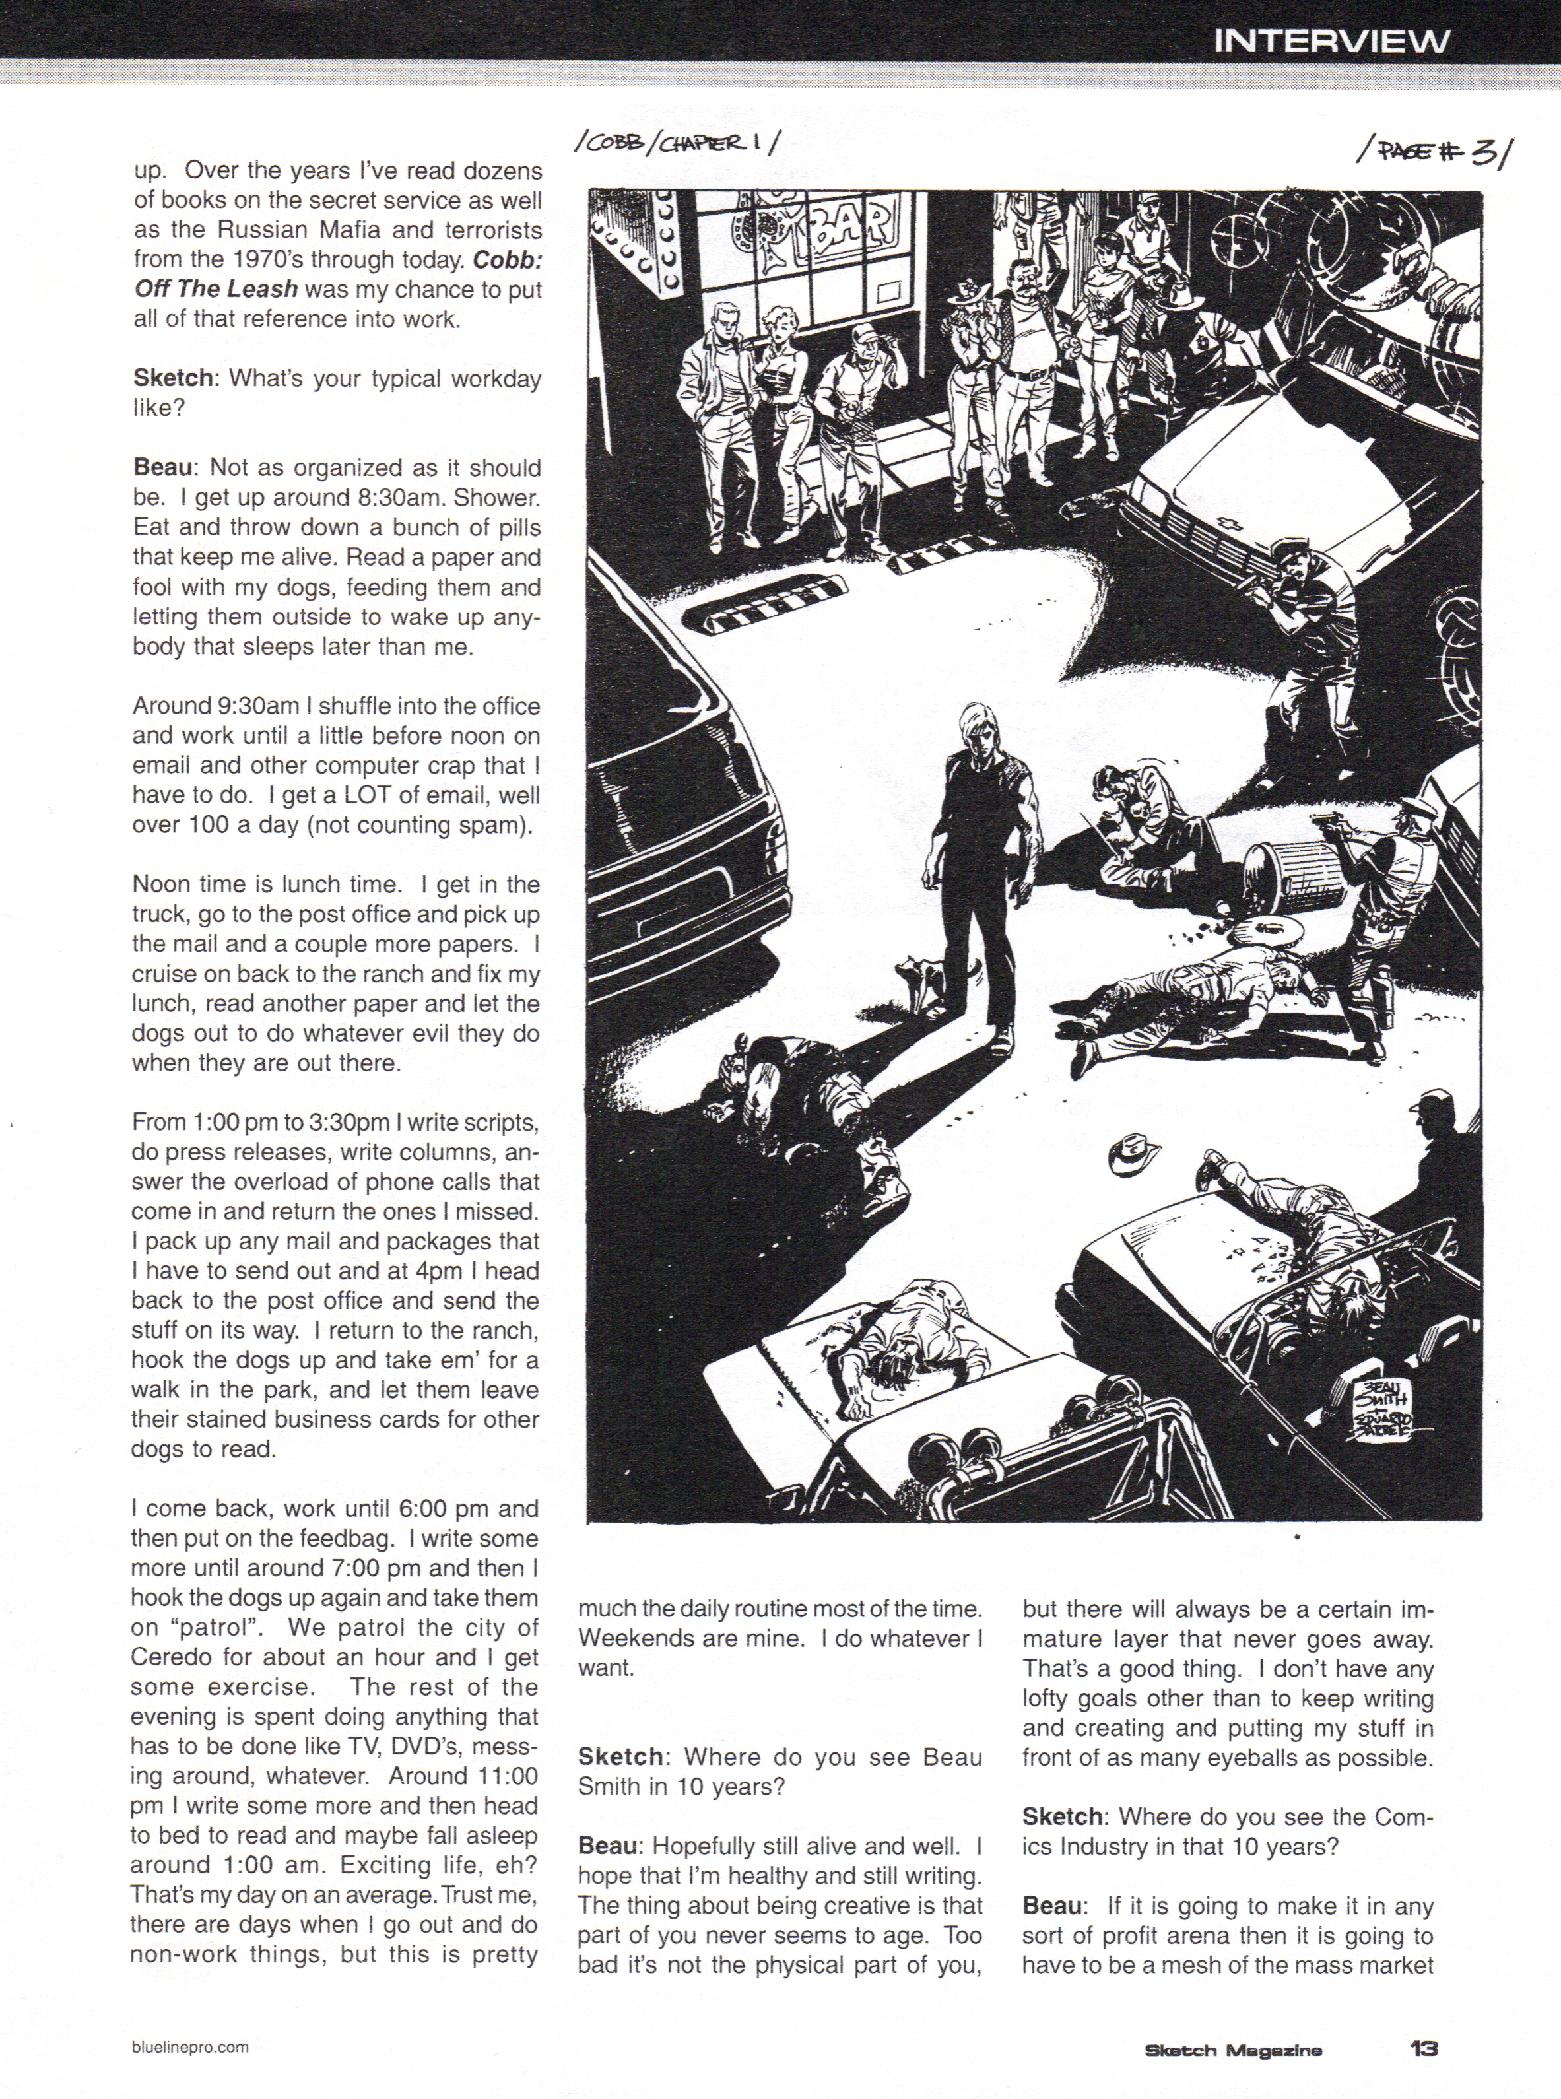 INTERVIEW
up. Over the years I've read dozens
of books on the secret service as well
as the Russian Mafia and terrorists
from the 1970's through today. Cobb:
Off The Leash was my chance to put
all of that reference into work.
Sketch: What's your typical workday
like?
Beau: Not as organized as it should
be. I get up around 8:30am. Shower.
Eat and throw down a bunch of pills
that keep me alive. Read a paper and
fool with my dogs, feeding them and
letting them outside to wake up any-
body that sleeps later than me.
Around 9:30am I shuffle into the office
and work until a little before noon on
email and other computer crap that I
have to do. I get a LOT of email, well
over 100 a day (not counting spam).
Noon time is lunch time. I get in the
truck, go to the post office and pick up
the mail and a couple more papers. I
cruise on back to the ranch and fix my
lunch, read another paper and let the
dogs out to do whatever evil they do
when they are out there.
From 1:00 pm to 3:30pm I write scripts,
do press releases, write columns, an-
swer the overload of phone calls that
come in and return the ones I missed.
I pack up any mail and packages that
I have to send out and at 4pm I head
back to the post office and send the
stuff on its way. I return to the ranch,
hook the dogs up and take em' for a
walk in the park, and let them leave
their stained business cards for other
dogs to read.
I come back, work until 6:00 pm and
then put on the feedbag. I write some
more until around 7:00 pm and then I
hook the dogs up again and take them
on "patrol". We patrol the city of
Ceredo for about an hour and I get
some exercise. The rest of the
evening is spent doing anything that
has to be done like TV, DVD's, mess-
ing around, whatever. Around 11:00
pm I write some more and then head
to bed to read and maybe fall asleep
around 1:00 am. Exciting life, eh?
That's my day on an average. Trust me,
there are days when I go out and do
non-work things, but this is pretty
/COBB/CHAPTER 1/
/PAGE # 3/
BAR
BEAU
SMITH
EDUARDO
BARRETO
much the daily routine most of the time.
Weekends are mine. I do whatever I
want.
Sketch: Where do you see Beau
Smith in 10 years?
Beau: Hopefully still alive and well. I
hope that I'm healthy and still writing.
The thing about being creative is that
part of you never seems to age. Too
bad it's not the physical part of you,
but there will always be a certain im-
mature layer that never goes away.
That's a good thing. I don't have any
lofty goals other than to keep writing
and creating and putting my stuff in
front of as many eyeballs as possible.
Sketch: Where do you see the Com-
ics Industry in that 10 years?
Beau: If it is going to make it in any
sort of profit arena then it is going to
have to be a mesh of the mass market
bluelinepro.com
Sketch Magazine
13